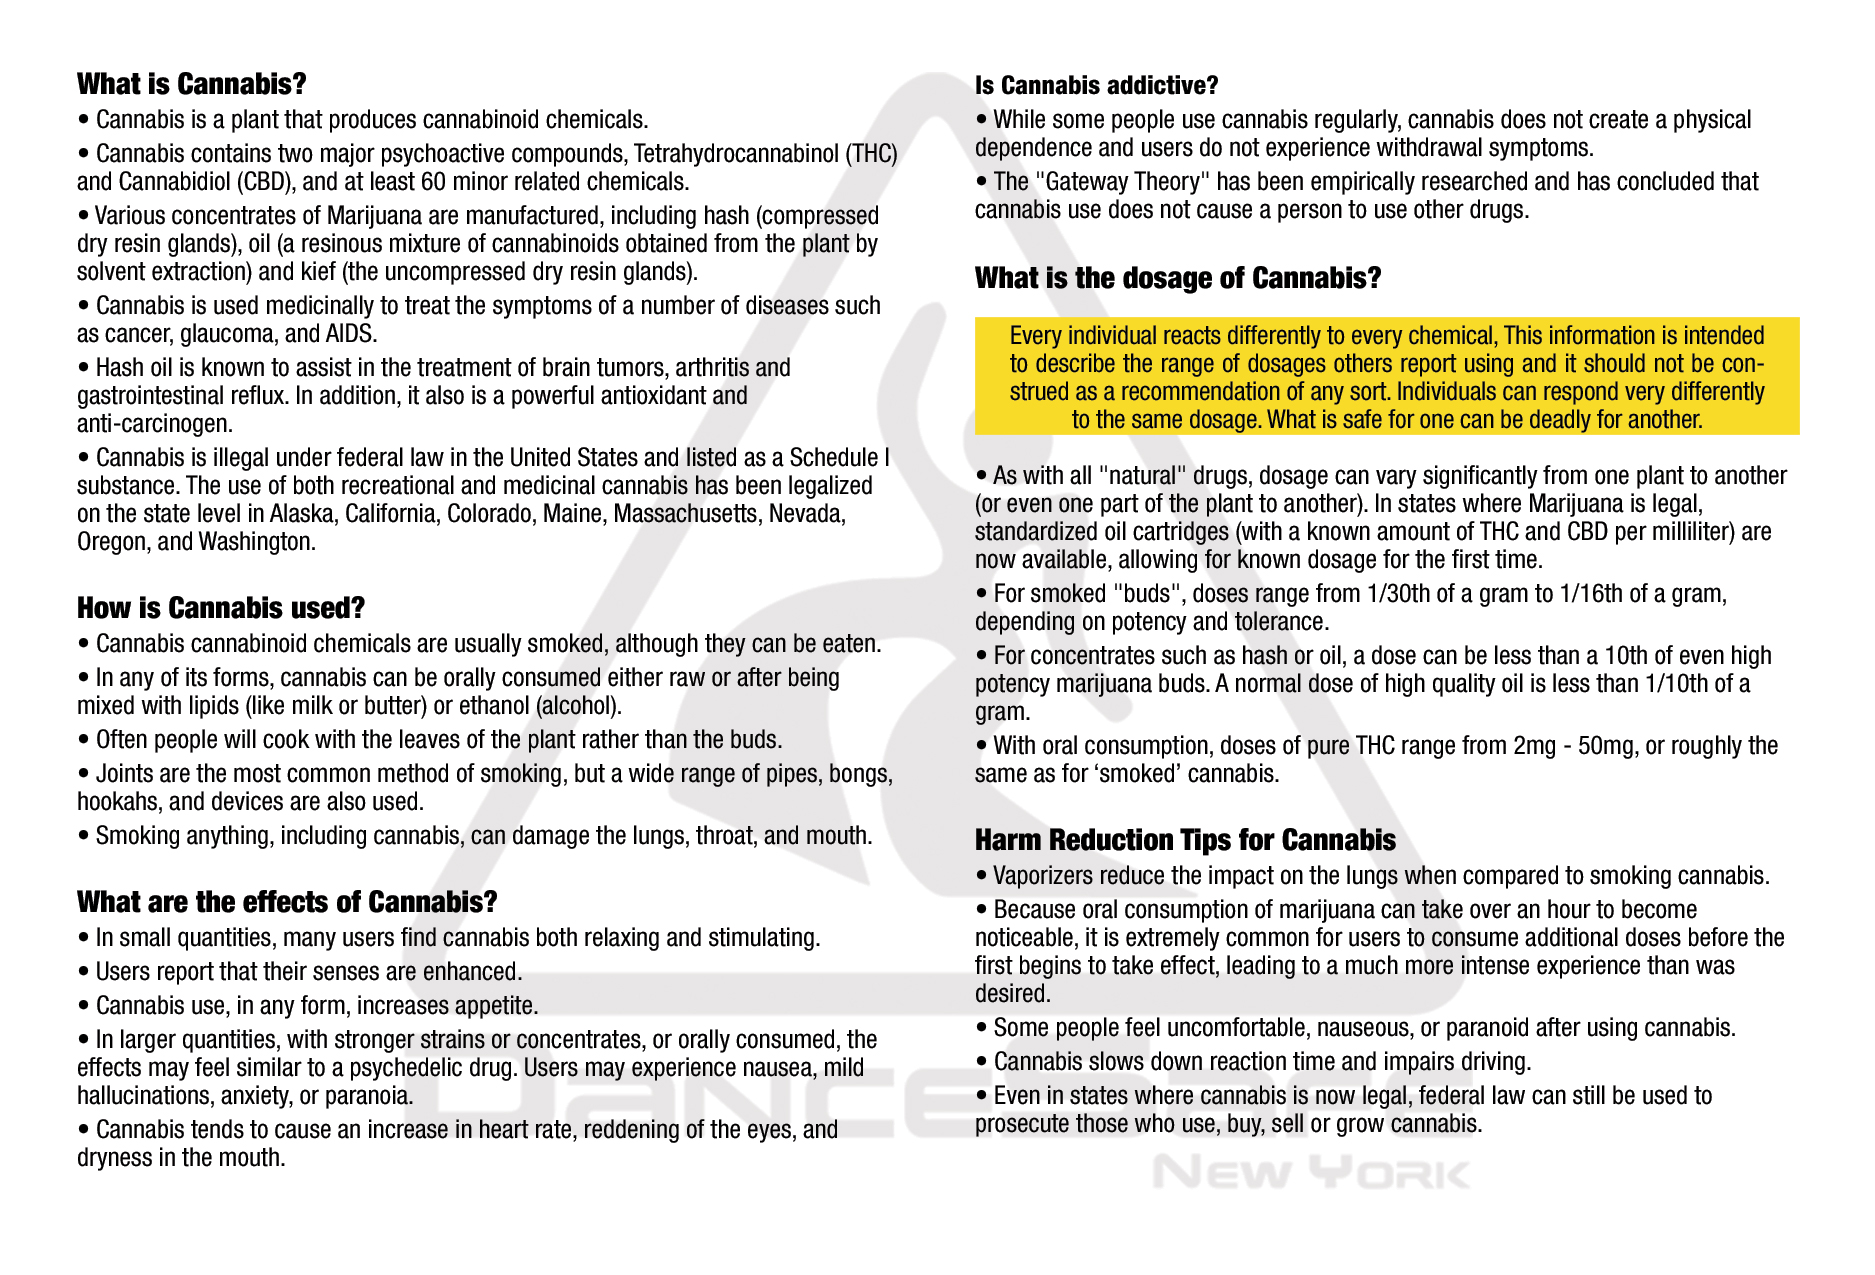 What is Cannabis?
• Cannabis is a plant that produces cannabinoid chemicals.
• Cannabis contains two major psychoactive compounds, Tetrahydrocannabinol (THC)
and Cannabidiol (CBD), and at least 60 minor related chemicals.
• Various concentrates of Marijuana are manufactured, including hash (compressed
dry resin glands), oil (a resinous mixture of cannabinoids obtained from the plant by
solvent extraction) and kief (the uncompressed dry resin glands).
• Cannabis is used medicinally to treat the symptoms of a number of diseases such
as cancer, glaucoma, and AIDS.
• Hash oil is known to assist in the treatment of brain tumors, arthritis and
gastrointestinal reflux. In addition, it also is a powerful antioxidant and
anti-carcinogen.
• Cannabis is illegal under federal law in the United States and listed as a Schedule I
substance. The use of both recreational and medicinal cannabis has been legalized
on the state level in Alaska, California, Colorado, Maine, Massachusetts, Nevada,
Oregon, and Washington.
How is Cannabis used?
• Cannabis cannabinoid chemicals are usually smoked, although they can be eaten.
• In any of its forms, cannabis can be orally consumed either raw or after being
mixed with lipids (like milk or butter) or ethanol (alcohol).
• Often people will cook with the leaves of the plant rather than the buds.
• Joints are the most common method of smoking, but a wide range of pipes, bongs,
hookahs, and devices are also used.
• Smoking anything, including cannabis, can damage the lungs, throat, and mouth.
What are the effects of Cannabis?
• In small quantities, many users find cannabis both relaxing and stimulating.
• Users report that their senses are enhanced.
• Cannabis use, in any form, increases appetite.
• In larger quantities, with stronger strains or concentrates, or orally consumed, the
effects may feel similar to a psychedelic drug. Users may experience nausea, mild
hallucinations, anxiety, or paranoia.
• Cannabis tends to cause an increase in heart rate, reddening of the eyes, and
dryness in the mouth.
Is Cannabis addictive?
• While some people use cannabis regularly, cannabis does not create a physical
dependence and users do not experience withdrawal symptoms.
• The "Gateway Theory" has been empirically researched and has concluded that
cannabis use does not cause a person to use other drugs.
What is the dosage of Cannabis?
Every individual reacts differently to every chemical, This information is intended
to describe the range of dosages others report using and it should not be con-
strued as a recommendation of any sort. Individuals can respond very differently
to the same dosage. What is safe for one can be deadly for another.
• As with all "natural" drugs, dosage can vary significantly from one plant to another
(or even one part of the plant to another). In states where Marijuana is legal,
standardized oil cartridges (with a known amount of THC and CBD per milliliter) are
now available, allowing for known dosage for the first time.
• For smoked "buds", doses range from 1/30th of a gram to 1/16th of a gram,
depending on potency and tolerance.
• For concentrates such as hash or oil, a dose can be less than a 10th of even high
potency marijuana buds. A normal dose of high quality oil is less than 1/10th of a
gram.
• With oral consumption, doses of pure THC range from 2mg - 50mg, or roughly the
same as for ‘smoked’ cannabis.
Harm Reduction Tips for Cannabis
• Vaporizers reduce the impact on the lungs when compared to smoking cannabis.
• Because oral consumption of marijuana can take over an hour to become
noticeable, it is extremely common for users to consume additional doses before the
first begins to take effect, leading to a much more intense experience than was
desired.
• Some people feel uncomfortable, nauseous, or paranoid after using cannabis.
• Cannabis slows down reaction time and impairs driving.
• Even in states where cannabis is now legal, federal law can still be used to
prosecute those who use, buy, sell or grow cannabis.
DanceSafe
New York